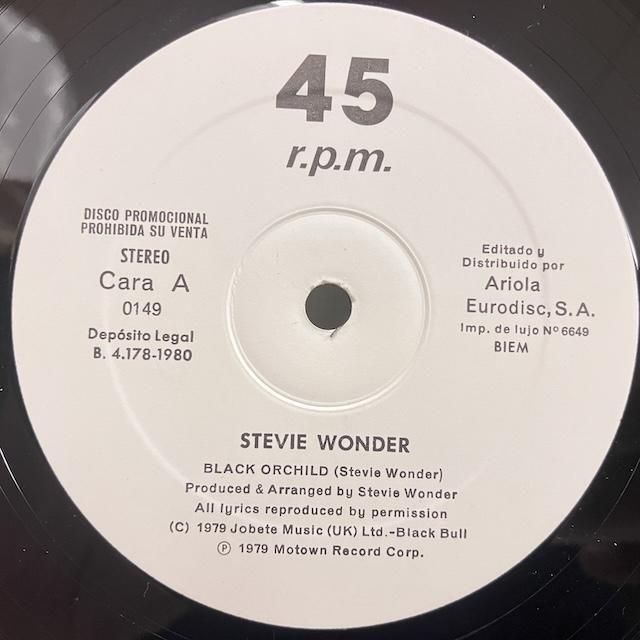 45
r.p.m.
DISCO PROMOCIONAL
PROHIBIDA SU VENTA
STEREO
Cara A
0149
Depósito Legal
B. 4.178-1980
Editado y
Distribuido por
Ariola
Eurodisc, S.A.
Imp. de lujo Nº 6649
BIEM
STEVIE WONDER
BLACK ORCHILD (Stevie Wonder)
Produced & Arranged by Stevie Wonder
All lyrics reproduced by permission
(C) 1979 Jobete Music (UK) Ltd.-Black Bull
℗ 1979 Motown Record Corp.